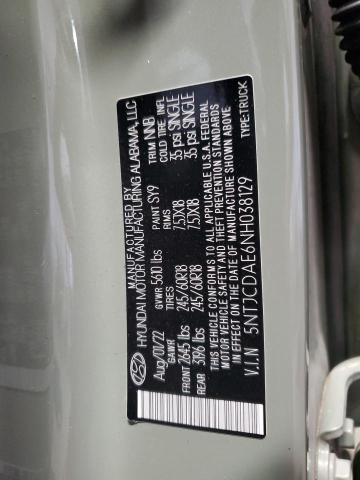 MANUFACTURED BY
HYUNDAI MOTOR MANUFACTURING ALABAMA, LLC
Aug/01/22 GVWR 5610 lbs PAINT SY9 TRIM NNB
GAWR TIRES COLD TIRE INFL
FRONT 2645 lbs 245/60R18 7.5JX18 35 psi SINGLE
REAR 3196 lbs 245/60R18 7.5JX18 35 psi SINGLE
THIS VEHICLE CONFORMS TO ALL APPLICABLE U.S.A. FEDERAL
MOTOR VEHICLE SAFETY AND THEFT PREVENTION STANDARDS
IN EFFECT ON THE DATE OF MANUFACTURE SHOWN ABOVE.
V.I.N 5NTJCDAE6NH038129 TYPE:TRUCK